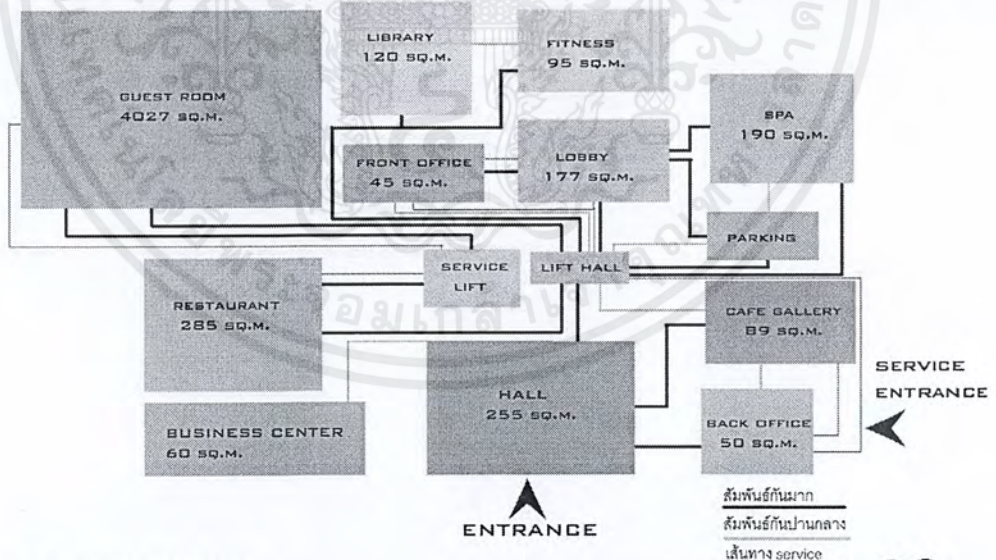 LIBRARY
120 SQ.M.
FITNESS
95 SQ.M.
GUEST ROOM
4027 SQ.M.
SPA
190 SQ.M.
FRONT OFFICE
45 SQ.M.
LOBBY
177 SQ.M.
PARKING
SERVICE
LIFT
LIFT HALL
RESTAURANT
285 SQ.M.
CAFE GALLERY
89 SQ.M.
HALL
255 SQ.M.
SERVICE
ENTRANCE
BUSINESS CENTER
60 SQ.M.
BACK OFFICE
50 SQ.M.
ENTRANCE
สัมพันธ์กันมาก
สัมพันธ์กันปานกลาง
เส้นทาง service